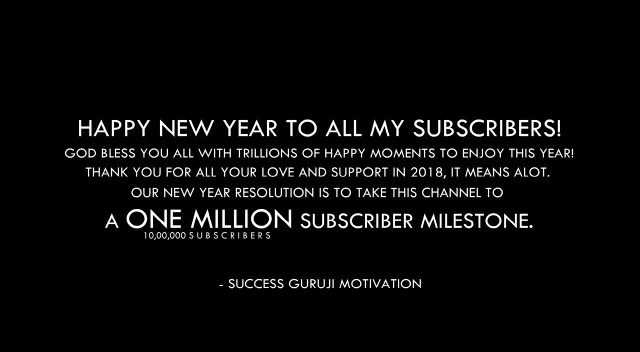 HAPPY NEW YEAR TO ALL MY SUBSCRIBERS!
GOD BLESS YOU ALL WITH TRILLIONS OF HAPPY MOMENTS TO ENJOY THIS YEAR!
THANK YOU FOR ALL YOUR LOVE AND SUPPORT IN 2018, IT MEANS ALOT.
OUR NEW YEAR RESOLUTION IS TO TAKE THIS CHANNEL TO
A ONE MILLION SUBSCRIBER MILESTONE.
10,00,000 SUBSCRIBERS
- SUCCESS GURUJI MOTIVATION